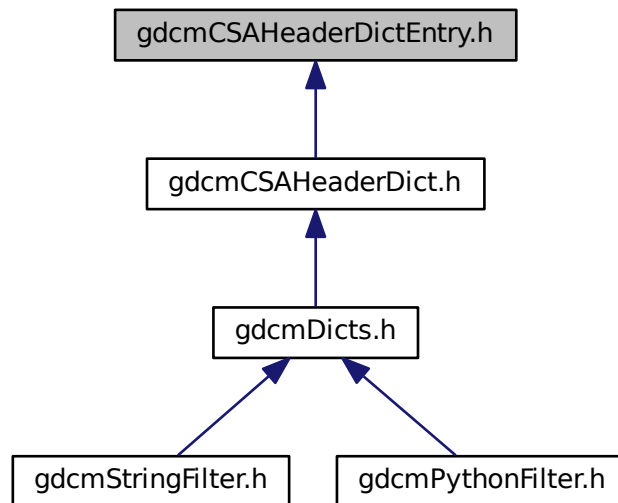 gdcmCSAHeaderDictEntry.h
gdcmCSAHeaderDict.h
gdcmDicts.h
gdcmStringFilter.h
gdcmPythonFilter.h